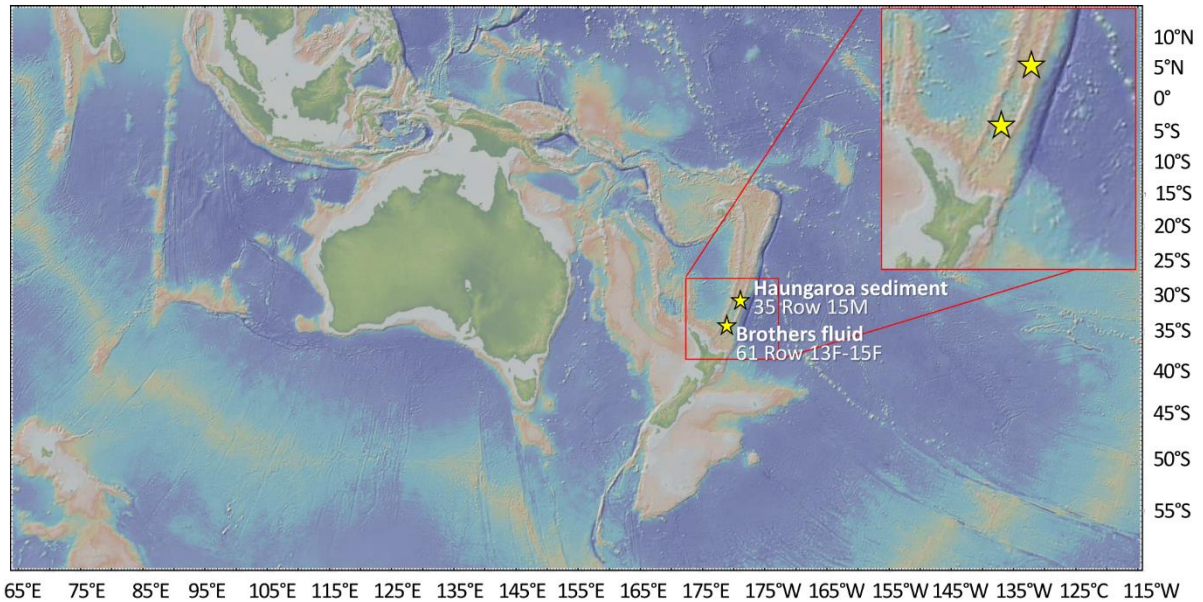 10°N
5°N
0°
5°S
10°S
15°S
20°S
25°S
30°S
35°S
40°S
45°S
50°S
55°S
Haungaroa sediment
35 Row 15M
Brothers fluid
61 Row 13F-15F
65°E 75°E 85°E 95°E 105°E 115°E 125°E 135°E 145°E 155°E 165°E 175°E 175°W 165°W 155°W 145°W 135°W 125°C 115°W